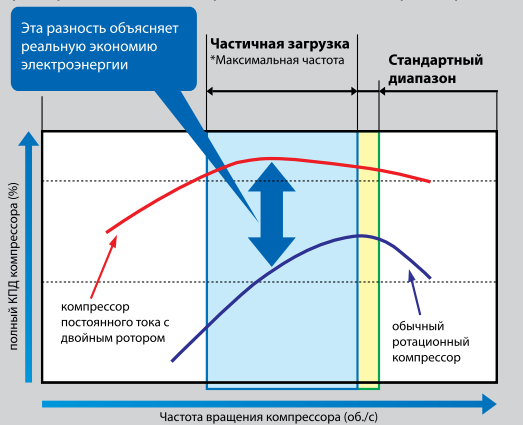 Эта разность объясняет
реальную экономию
электроэнергии
Частичная загрузка
*Максимальная частота
Стандартный
диапазон
полный КПД компрессора (%)
компрессор
постоянного тока с
двойным ротором
обычный
ротационный
компрессор
Частота вращения компрессора (об./с)